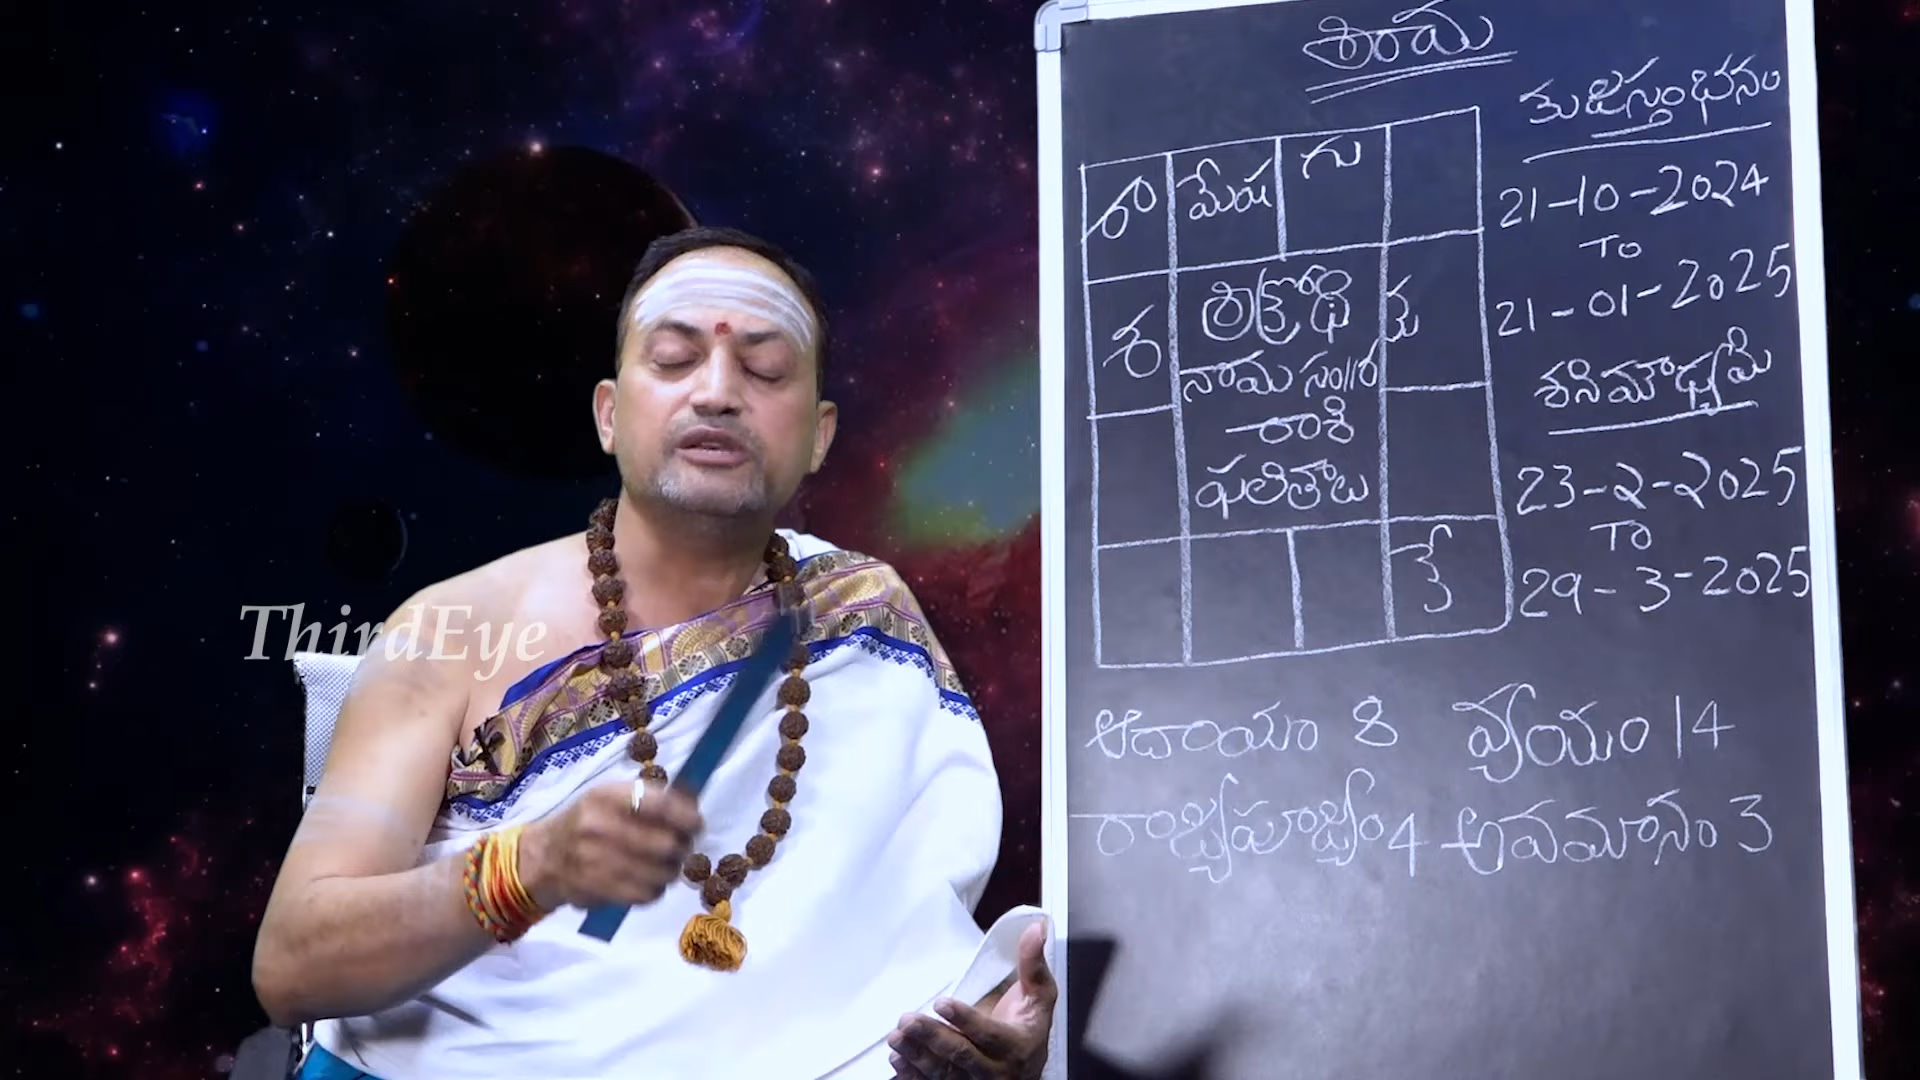 ThirdEye
శ్రీరామ
రా
మేష
గు
శ
శ్రీ క్రోధి
నామ సం॥ర
రాశి
ఫలితాలు
కు
కే
కుజస్తంభనం
21-10-2024
TO
21-01-2025
శనిమౌఢ్యమి
23-2-2025
TO
29-3-2025
ఆదాయం 8 వ్యయం 14
రాజ్యపూజ్యం 4 అవమానం 3